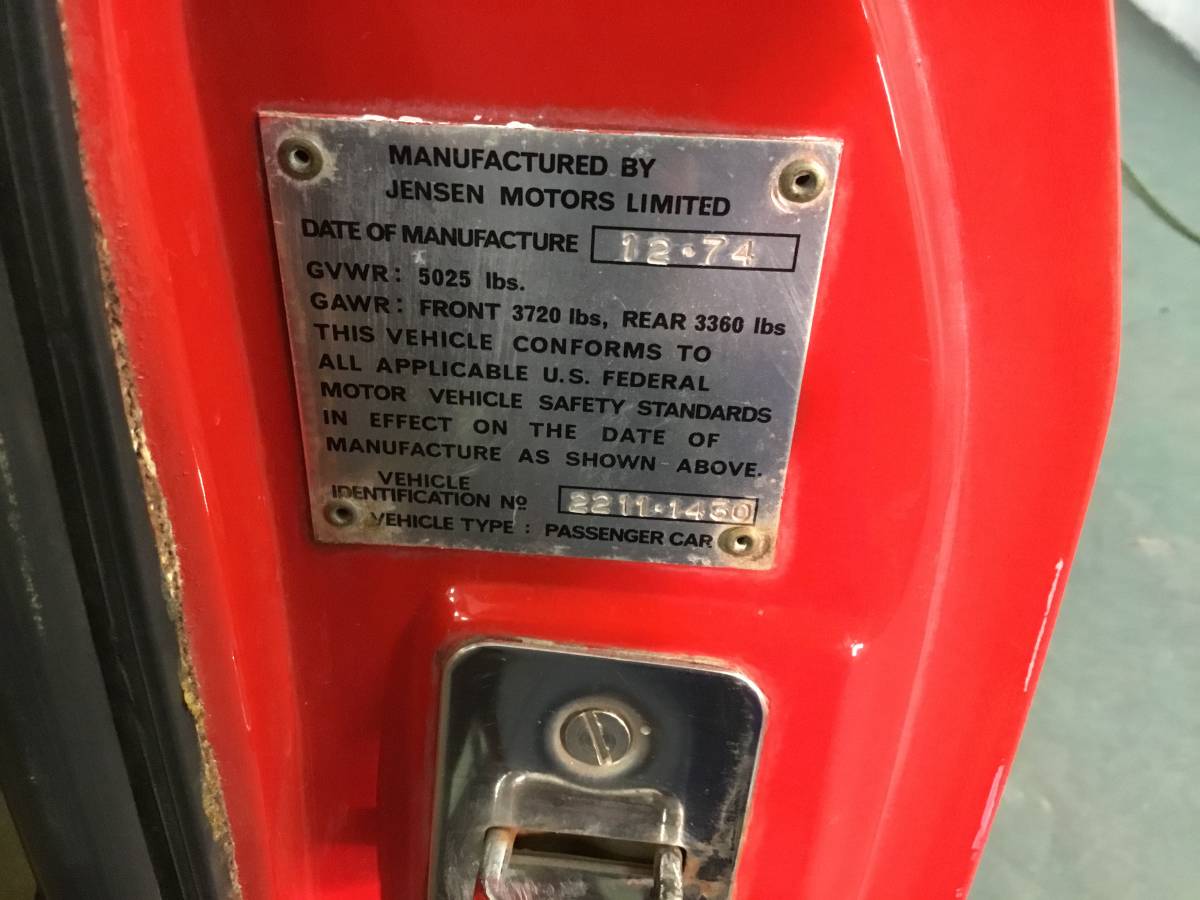 MANUFACTURED BY
JENSEN MOTORS LIMITED
DATE OF MANUFACTURE 12·74
GVWR: 5025 lbs.
GAWR: FRONT 3720 lbs, REAR 3360 lbs
THIS VEHICLE CONFORMS TO
ALL APPLICABLE U.S. FEDERAL
MOTOR VEHICLE SAFETY STANDARDS
IN EFFECT ON THE DATE OF
MANUFACTURE AS SHOWN ABOVE.
VEHICLE
IDENTIFICATION Nº
VEHICLE TYPE: PASSENGER CAR